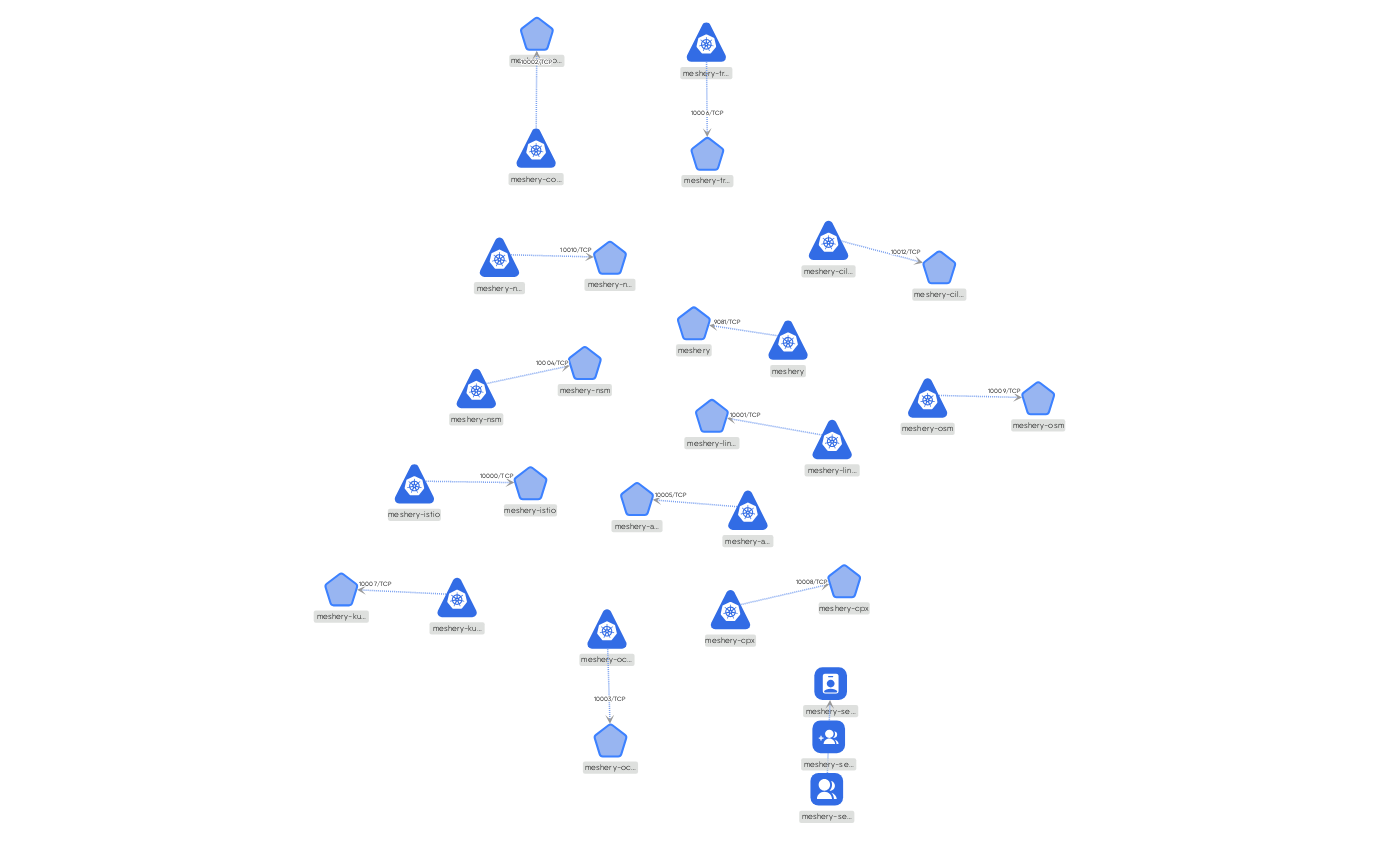 10002/TCP
meshery-co...
meshery-tr...
10006/TCP
meshery-tr...
10010/TCP
meshery-n...
meshery-n...
10012/TCP
meshery-cil...
meshery-cil...
9081/TCP
meshery
meshery
10004/TCP
meshery-nsm
meshery-nsm
10009/TCP
meshery-osm
meshery-osm
10001/TCP
meshery-lin...
meshery-lin...
10000/TCP
meshery-istio
meshery-istio
10005/TCP
meshery-a...
meshery-a...
10007/TCP
meshery-ku...
meshery-ku...
10008/TCP
meshery-cpx
meshery-cpx
meshery-oc...
10003/TCP
meshery-oc...
meshery-se...
meshery-se...
meshery-se...